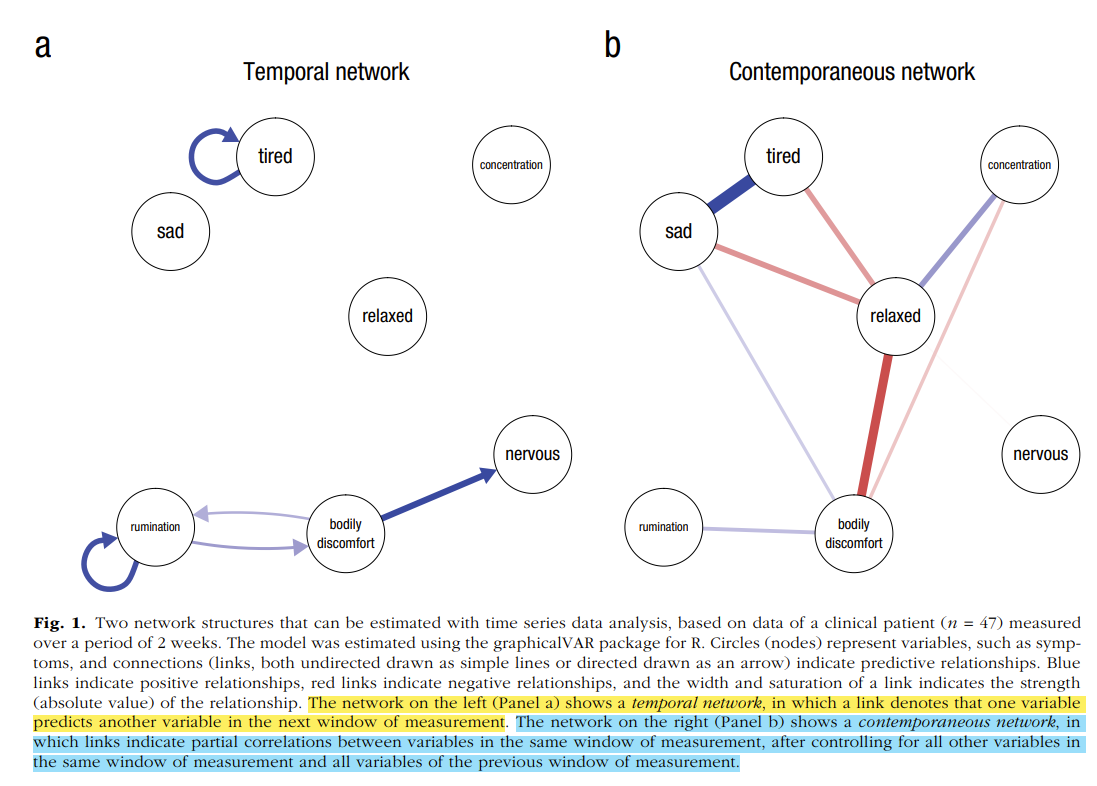 a
b
Temporal network
Contemporaneous network
tired
concentration
sad
relaxed
nervous
rumination
bodily
discomfort
tired
concentration
sad
relaxed
nervous
rumination
bodily
discomfort
Fig. 1. Two network structures that can be estimated with time series data analysis, based on data of a clinical patient (n = 47) measured
over a period of 2 weeks. The model was estimated using the graphicalVAR package for R. Circles (nodes) represent variables, such as symp-
toms, and connections (links, both undirected drawn as simple lines or directed drawn as an arrow) indicate predictive relationships. Blue
links indicate positive relationships, red links indicate negative relationships, and the width and saturation of a link indicates the strength
(absolute value) of the relationship. The network on the left (Panel a) shows a temporal network, in which a link denotes that one variable
predicts another variable in the next window of measurement. The network on the right (Panel b) shows a contemporaneous network, in
which links indicate partial correlations between variables in the same window of measurement, after controlling for all other variables in
the same window of measurement and all variables of the previous window of measurement.